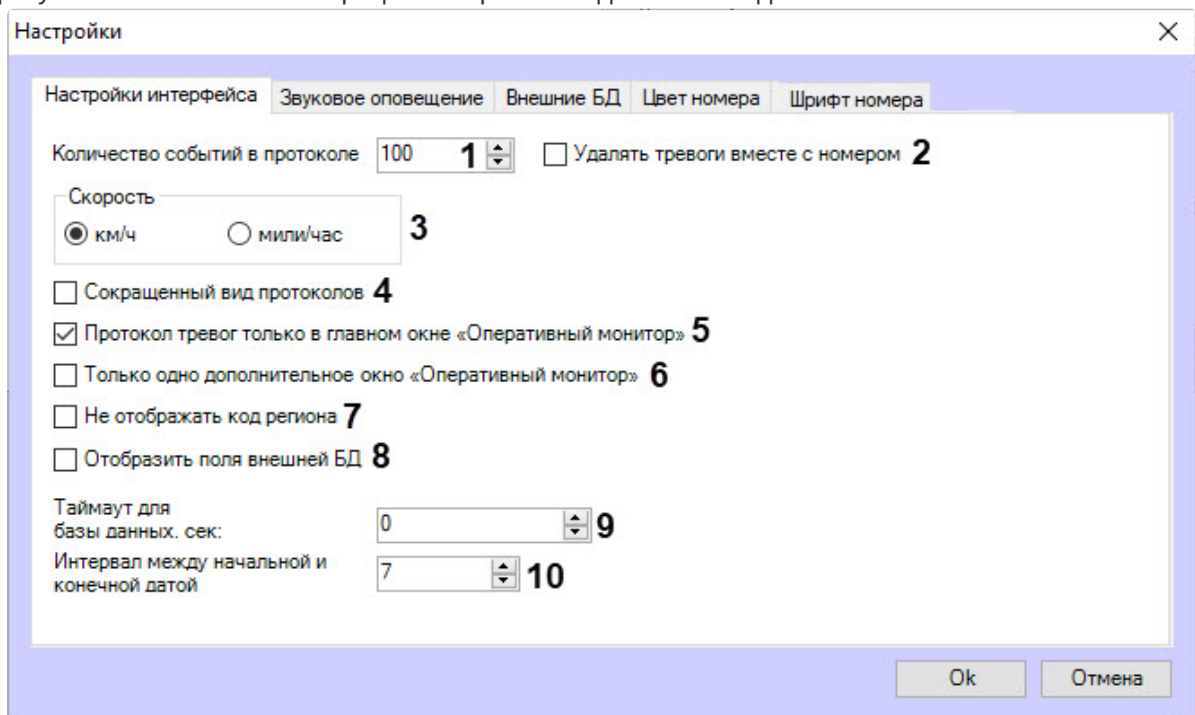 Настройки
Настройки интерфейса Звуковое оповещение Внешние БД Цвет номера Шрифт номера
Количество событий в протоколе 100 1 Удалять тревоги вместе с номером 2
Скорость
км/ч мили/час 3
Сокращенный вид протоколов 4
Протокол тревог только в главном окне «Оперативный монитор» 5
Только одно дополнительное окно «Оперативный монитор» 6
Не отображать код региона 7
Отобразить поля внешней БД 8
Таймаут для
базы данных. сек: 0 9
Интервал между начальной и
конечной датой 7 10
Ok Отмена